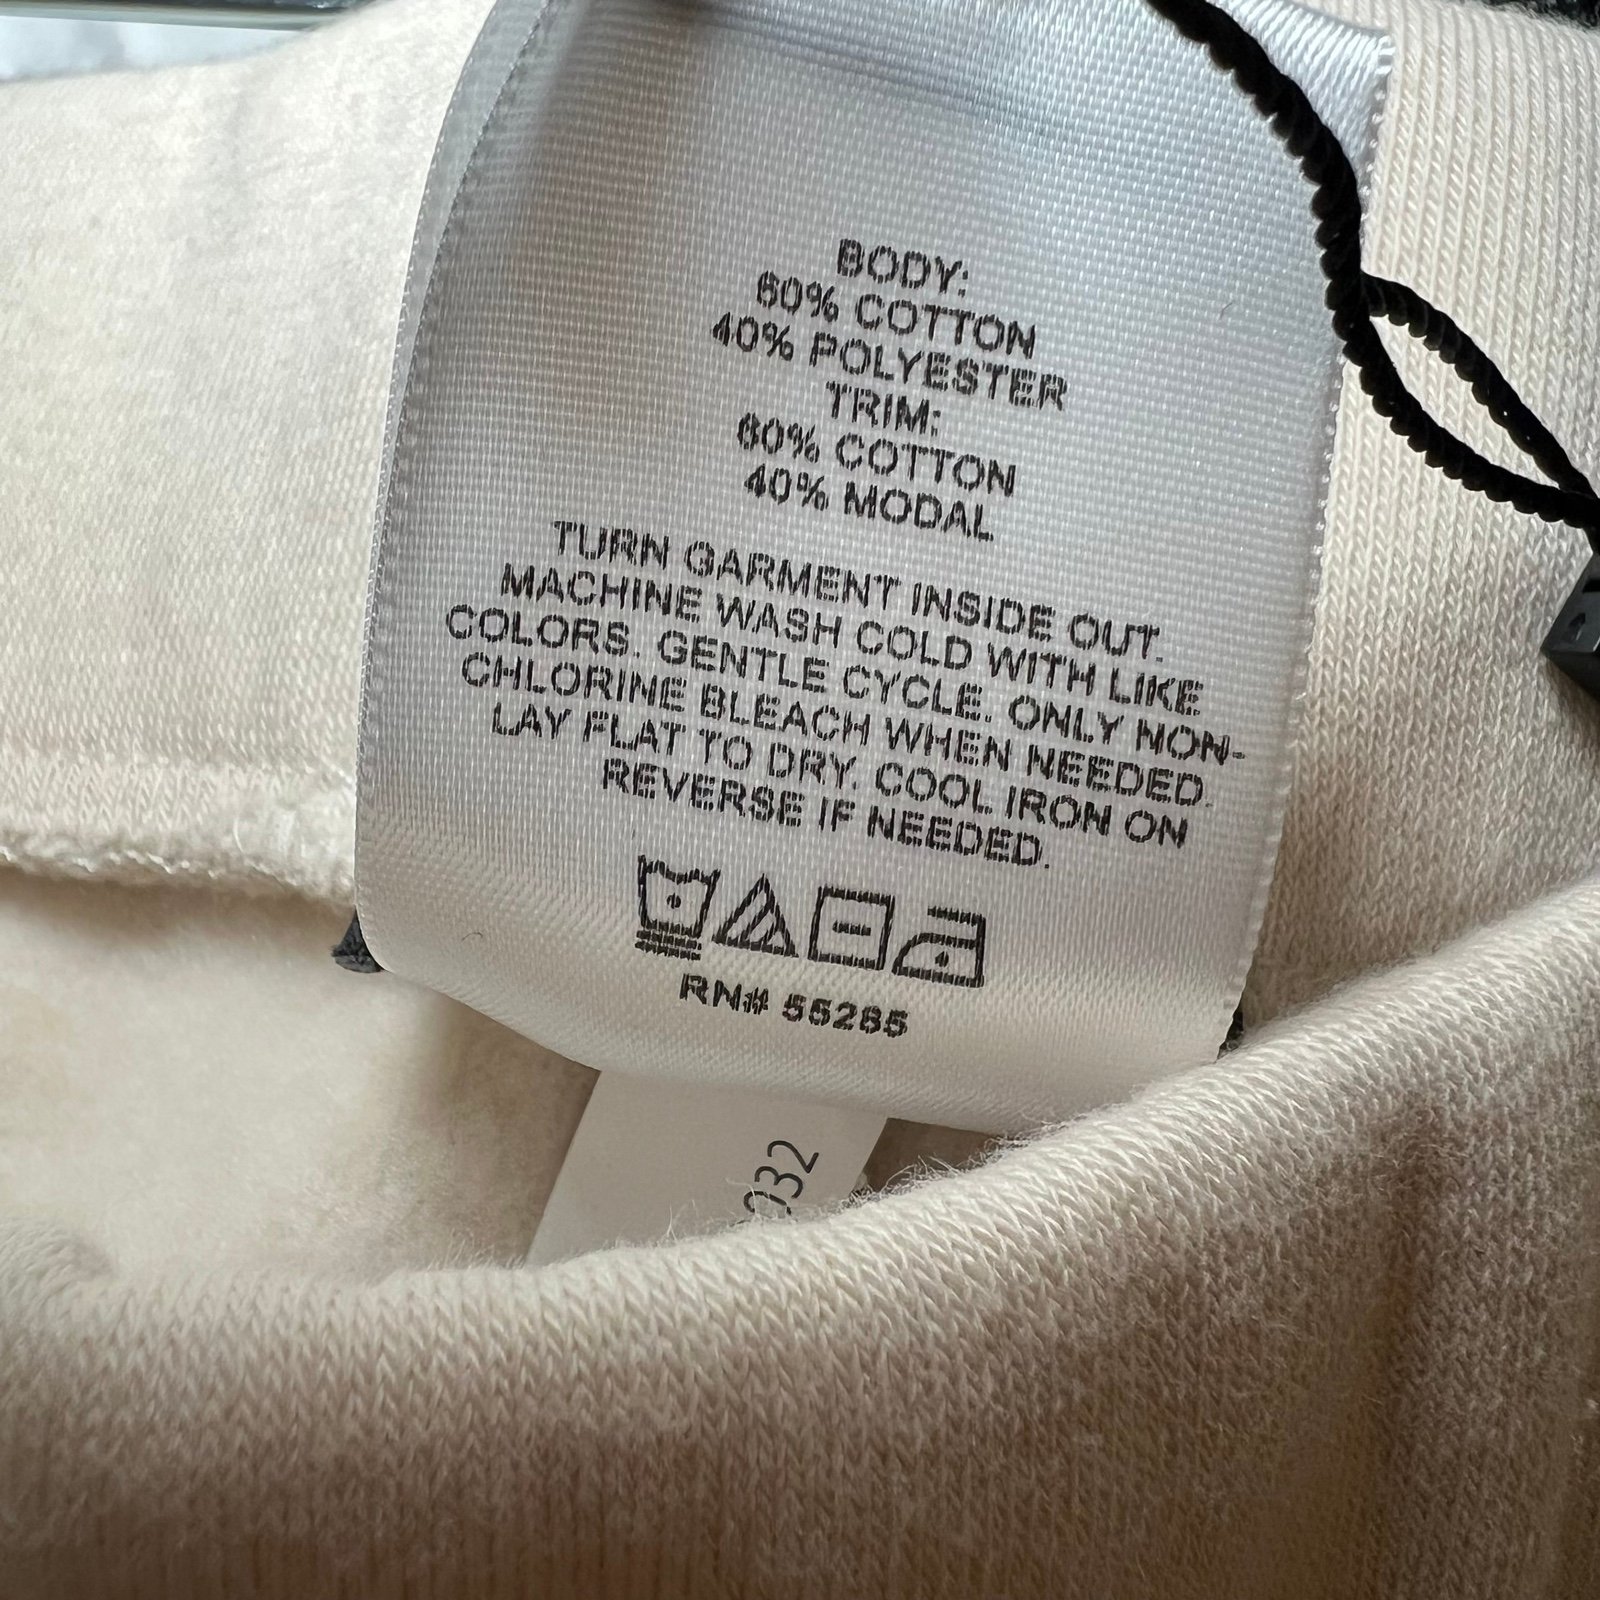 BODY:
60% COTTON
40% POLYESTER
TRIM:
60% COTTON
40% MODAL
TURN GARMENT INSIDE OUT.
MACHINE WASH COLD WITH LIKE
COLORS. GENTLE CYCLE. ONLY NON-
CHLORINE BLEACH WHEN NEEDED.
LAY FLAT TO DRY. COOL IRON ON
REVERSE IF NEEDED.
RN# 55285
032